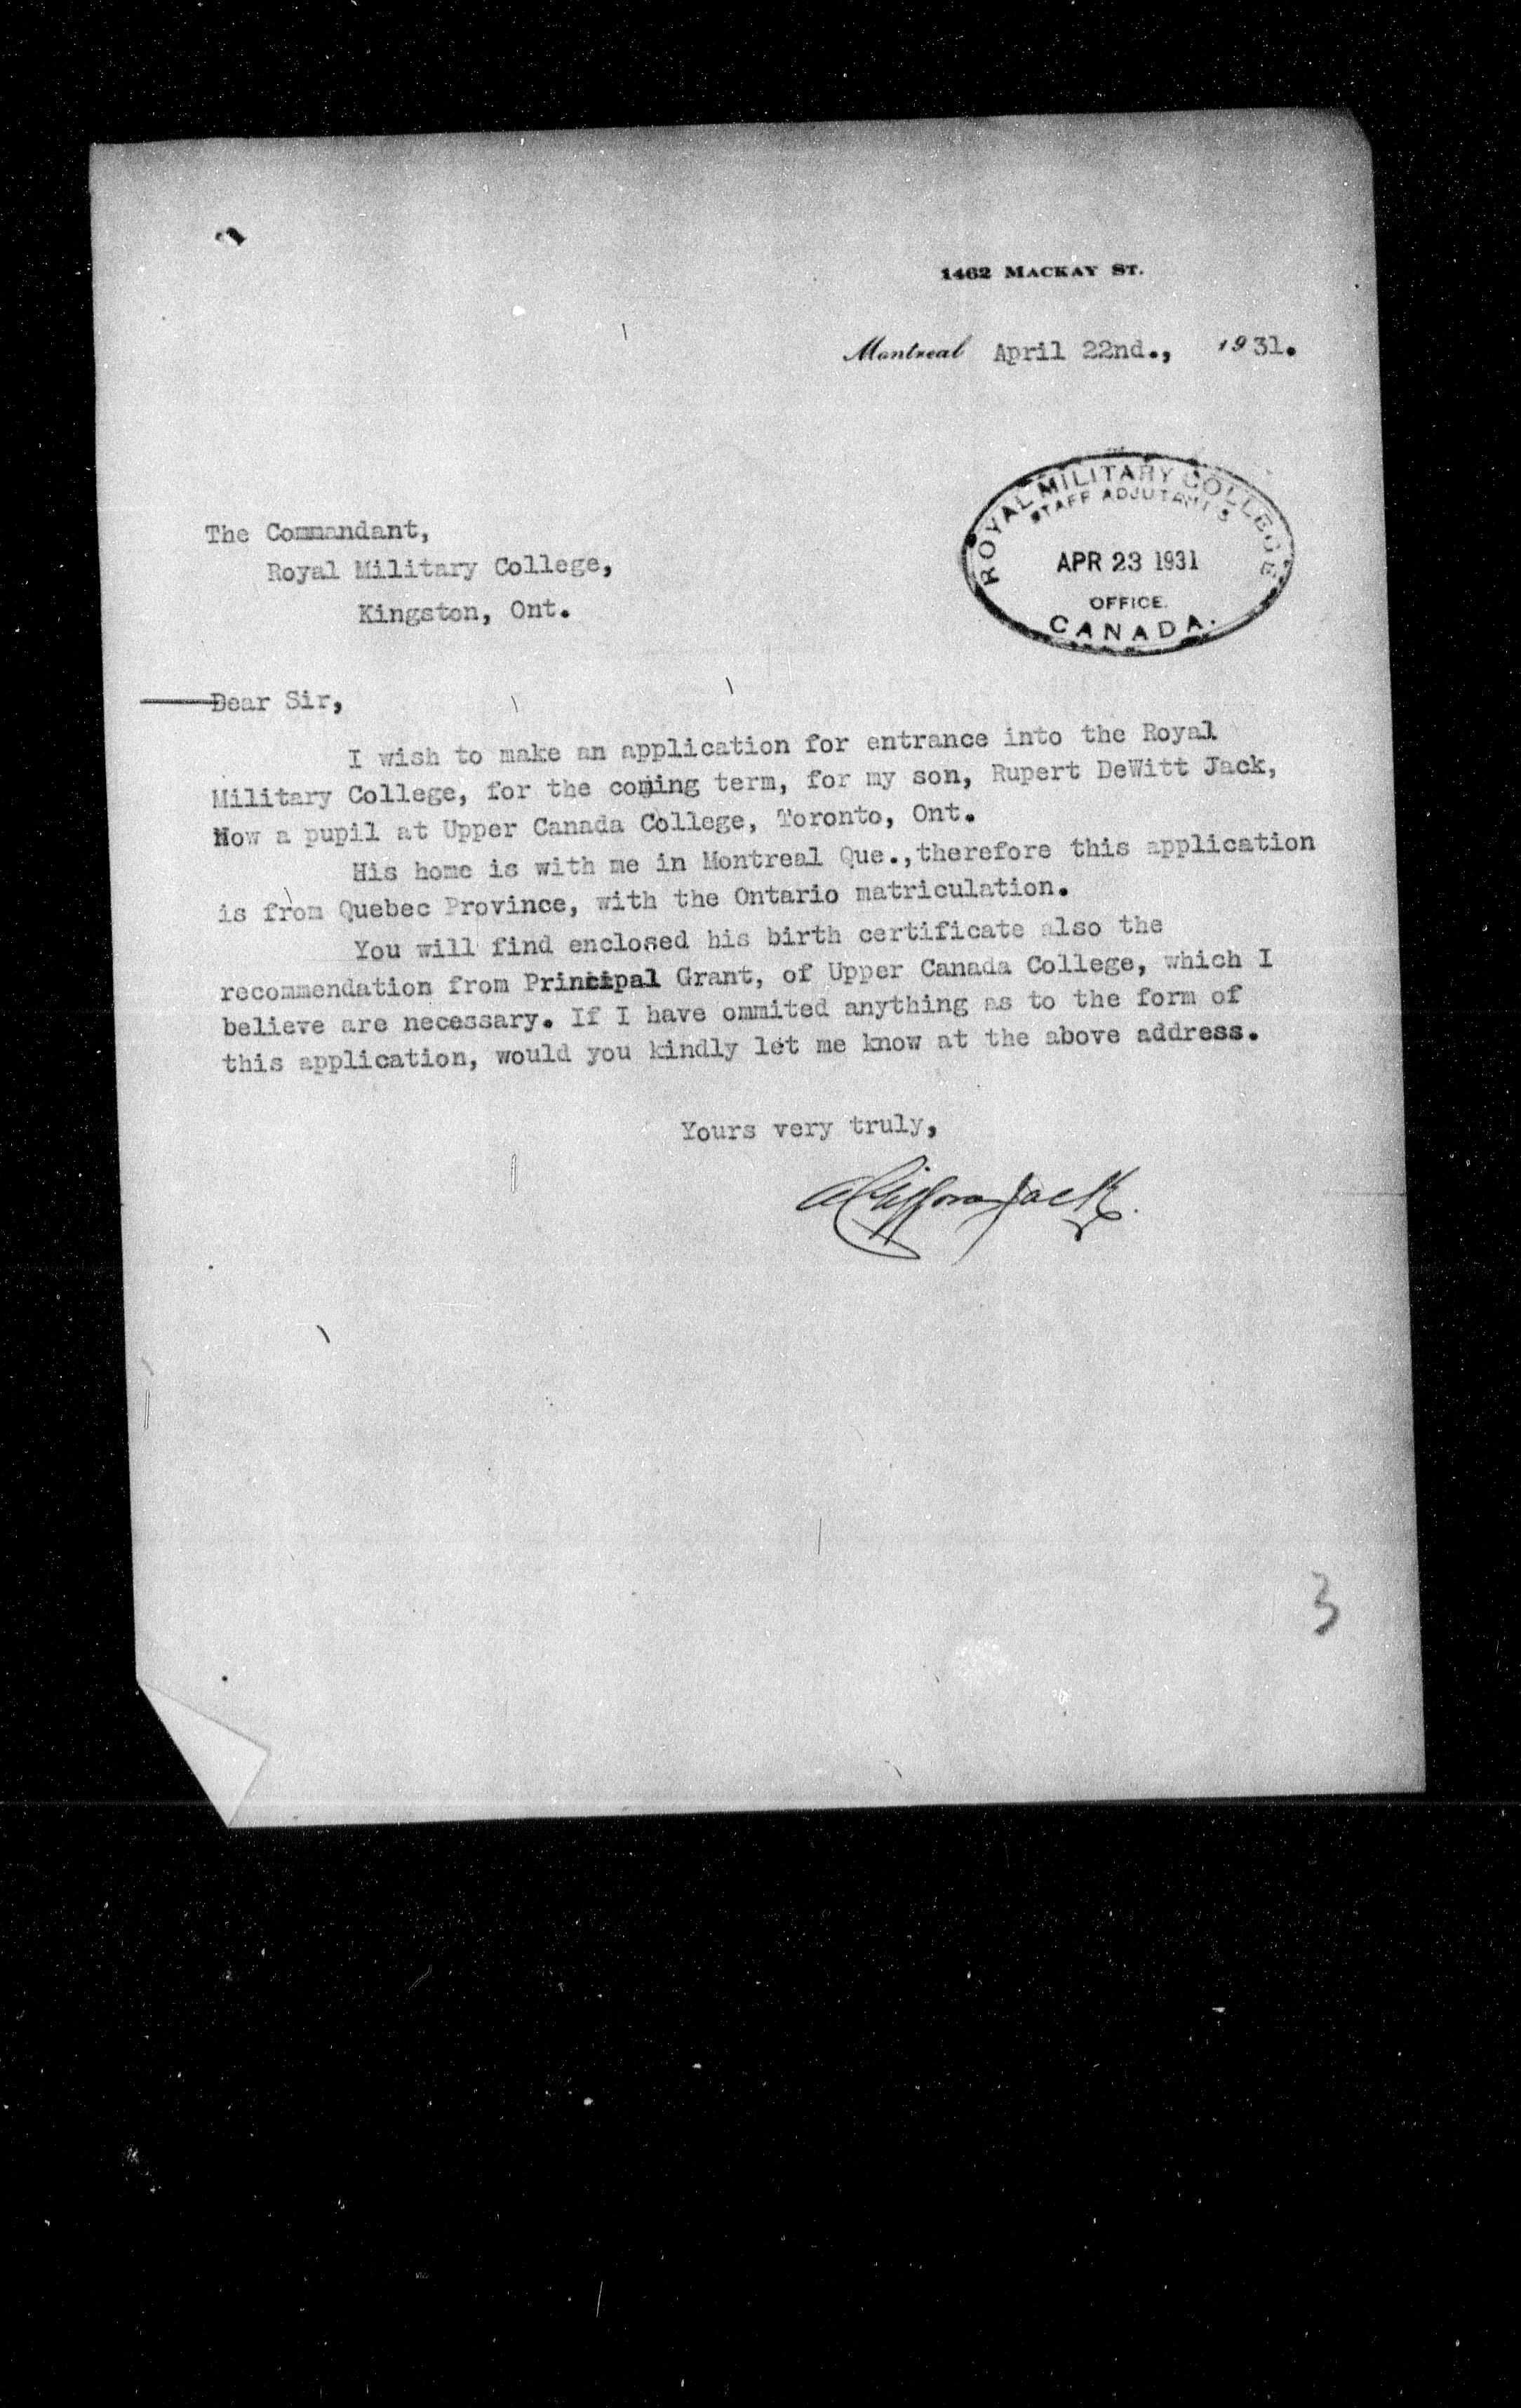 1462 MACKAY ST.
Montreal April 22nd., 1931.
ROYAL MILITARY COLLEGE
STAFF ADJUTANT'S
APR 23 1931
OFFICE.
CANADA.
The Commandant,
Royal Military College,
Kingston, Ont.
Dear Sir,
I wish to make an application for entrance into the Royal
Military College, for the coming term, for my son, Rupert DeWitt Jack,
Now a pupil at Upper Canada College, Toronto, Ont.
His home is with me in Montreal Que.,therefore this application
is from Quebec Province, with the Ontario matriculation.
You will find enclosed his birth certificate also the
recommendation from Principal Grant, of Upper Canada College, which I
believe are necessary. If I have ommited anything as to the form of
this application, would you kindly let me know at the above address.
Yours very truly,
Jack.
3